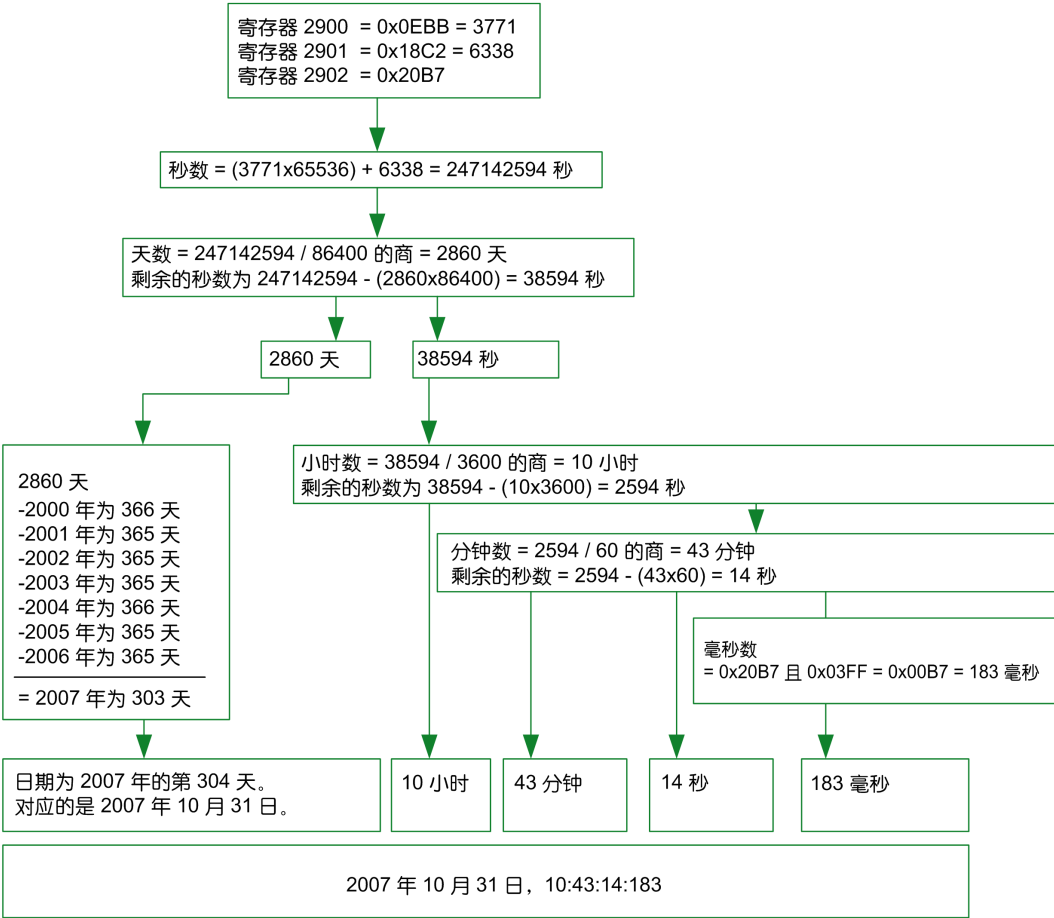 寄存器 2900 = 0x0EBB = 3771
寄存器 2901 = 0x18C2 = 6338
寄存器 2902 = 0x20B7
秒数 = (3771x65536) + 6338 = 247142594 秒
天数 = 247142594 / 86400 的商 = 2860 天
剩余的秒数为 247142594 - (2860x86400) = 38594 秒
2860 天
38594 秒
2860 天
-2000 年为 366 天
-2001 年为 365 天
-2002 年为 365 天
-2003 年为 365 天
-2004 年为 366 天
-2005 年为 365 天
-2006 年为 365 天
= 2007 年为 303 天
小时数 = 38594 / 3600 的商 = 10 小时
剩余的秒数为 38594 - (10x3600) = 2594 秒
分钟数 = 2594 / 60 的商 = 43 分钟
剩余的秒数 = 2594 - (43x60) = 14 秒
毫秒数
= 0x20B7 且 0x03FF = 0x00B7 = 183 毫秒
日期为 2007 年的第 304 天。
对应的是 2007 年 10 月 31 日。
10 小时
43 分钟
14 秒
183 毫秒
2007 年 10 月 31 日，10:43:14:183